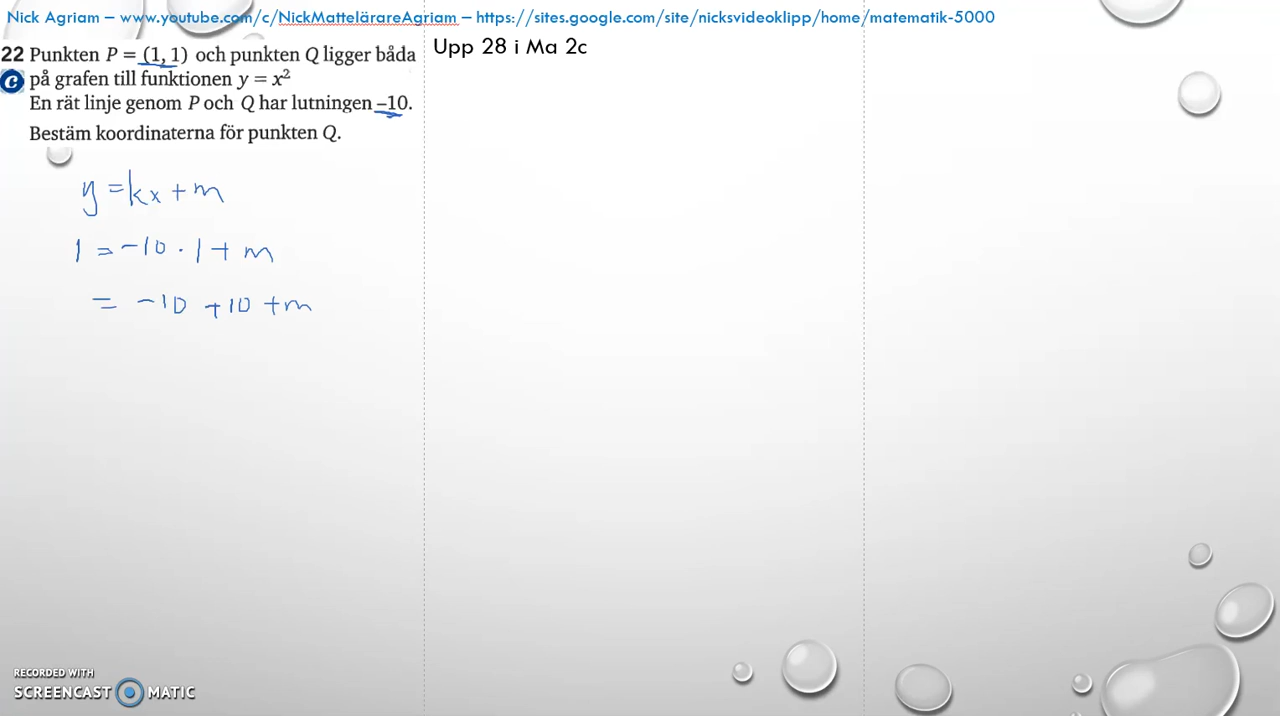 Nick Agriam – www.youtube.com/c/NickMattelärareAgriam – https://sites.google.com/site/nicksvideoklipp/home/matematik-5000
22 Punkten P = (1, 1) och punkten Q ligger båda
C på grafen till funktionen y = x²
En rät linje genom P och Q har lutningen –10.
Bestäm koordinaterna för punkten Q.
Upp 28 i Ma 2c
y = kx + m
1 = -10 · 1 + m
= -10 + 10 + m
RECORDED WITH
SCREENCAST MATIC